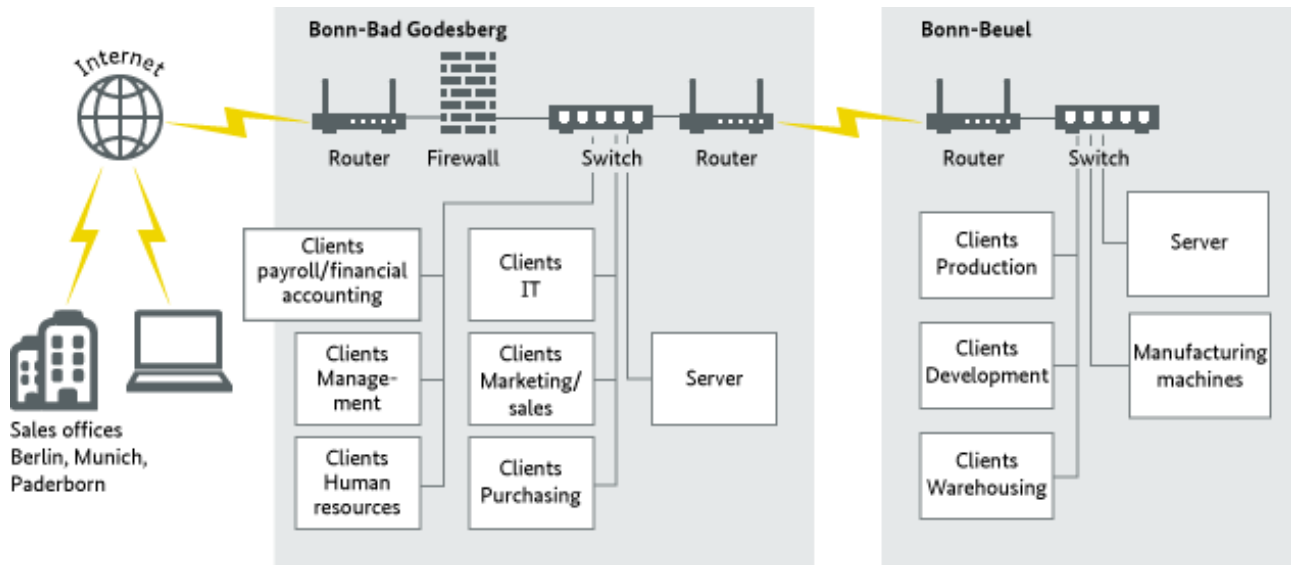 Bonn-Bad Godesberg
Bonn-Beuel
Internet
Router
Firewall
Switch
Router
Router
Switch
Clients
payroll/financial
accounting
Clients
IT
Clients
Manage-
ment
Clients
Marketing/
sales
Server
Clients
Human
resources
Clients
Purchasing
Clients
Production
Server
Clients
Development
Manufacturing
machines
Clients
Warehousing
Sales offices
Berlin, Munich,
Paderborn